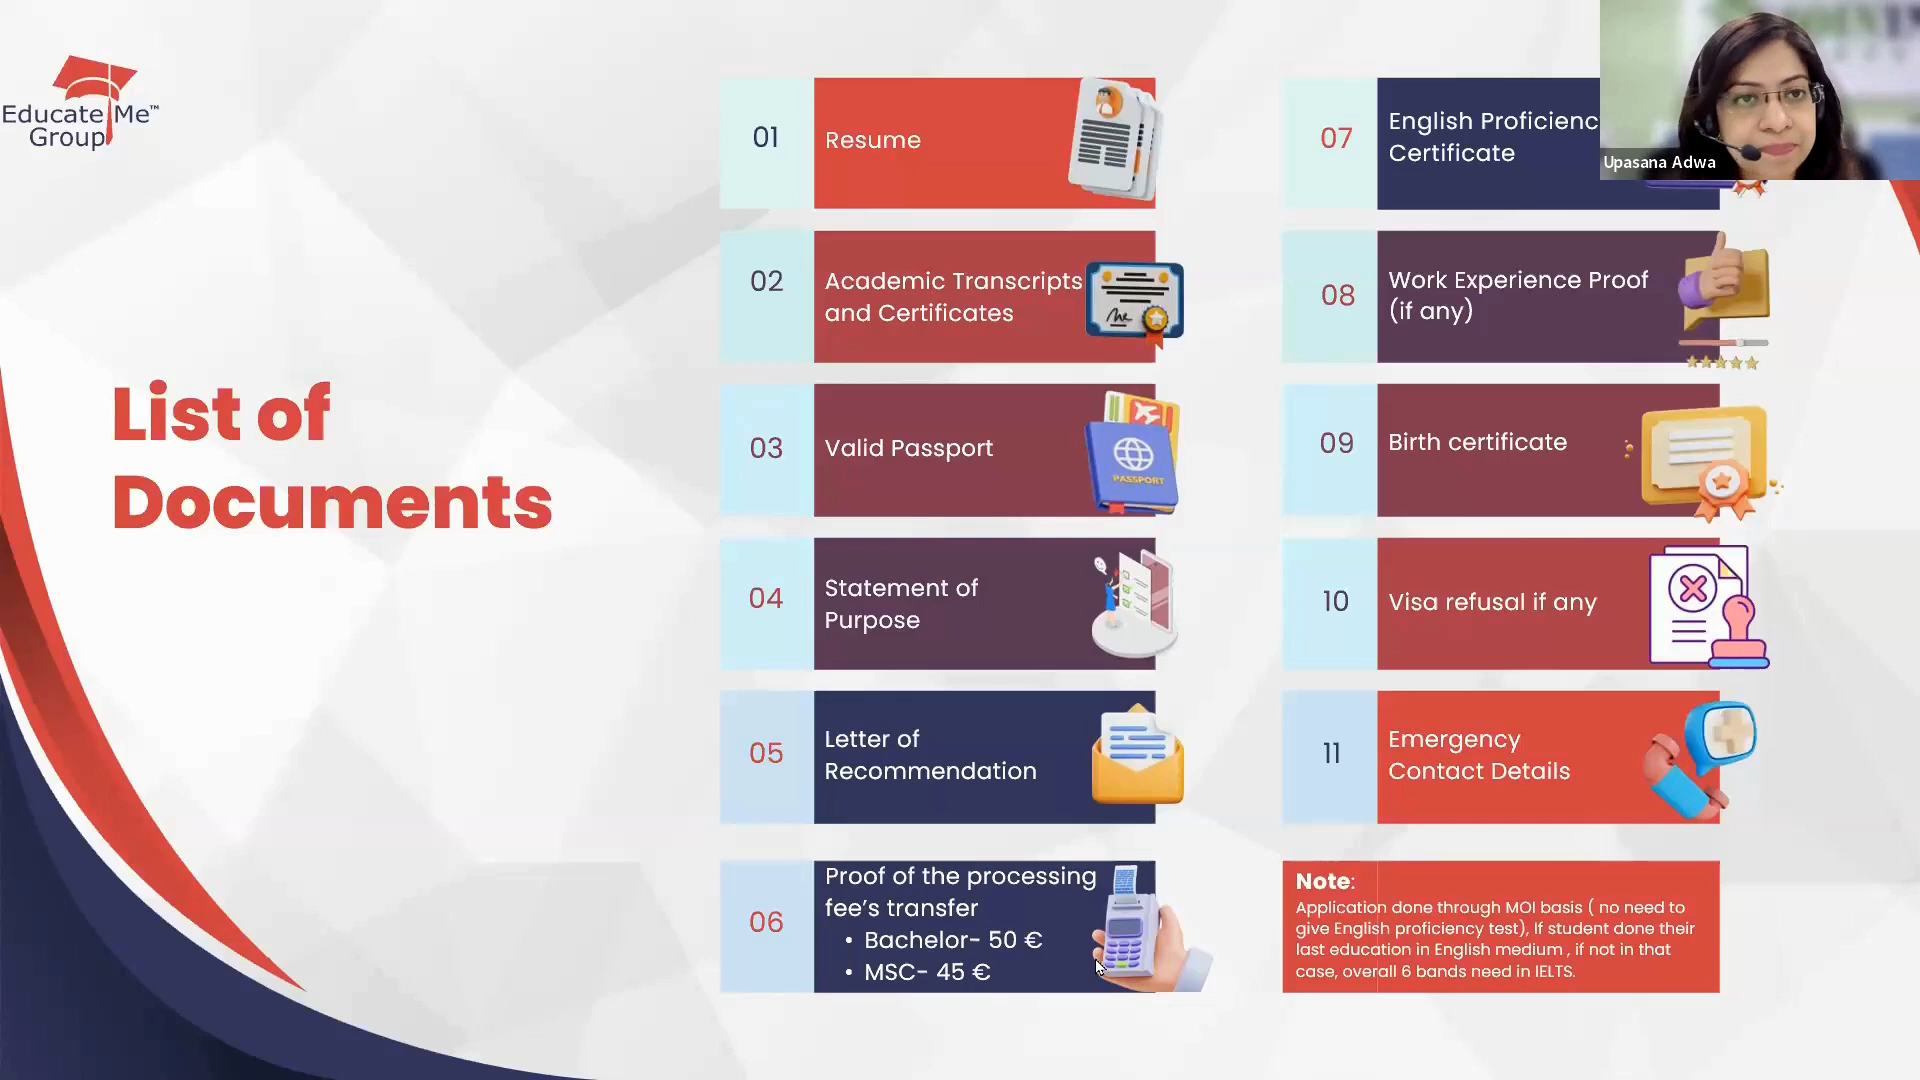 Educate Me™
Group
List of
Documents
01
Resume
02
Academic Transcripts
and Certificates
03
Valid Passport
PASSPORT
04
Statement of
Purpose
05
Letter of
Recommendation
06
Proof of the processing
fee's transfer
• Bachelor- 50 €
• MSC- 45 €
07
English Proficienc
Certificate
08
Work Experience Proof
(if any)
09
Birth certificate
10
Visa refusal if any
11
Emergency
Contact Details
Note:
Application done through MOI basis ( no need to
give English proficiency test), If student done their
last education in English medium , if not in that
case, overall 6 bands need in IELTS.
Upasana Adwa